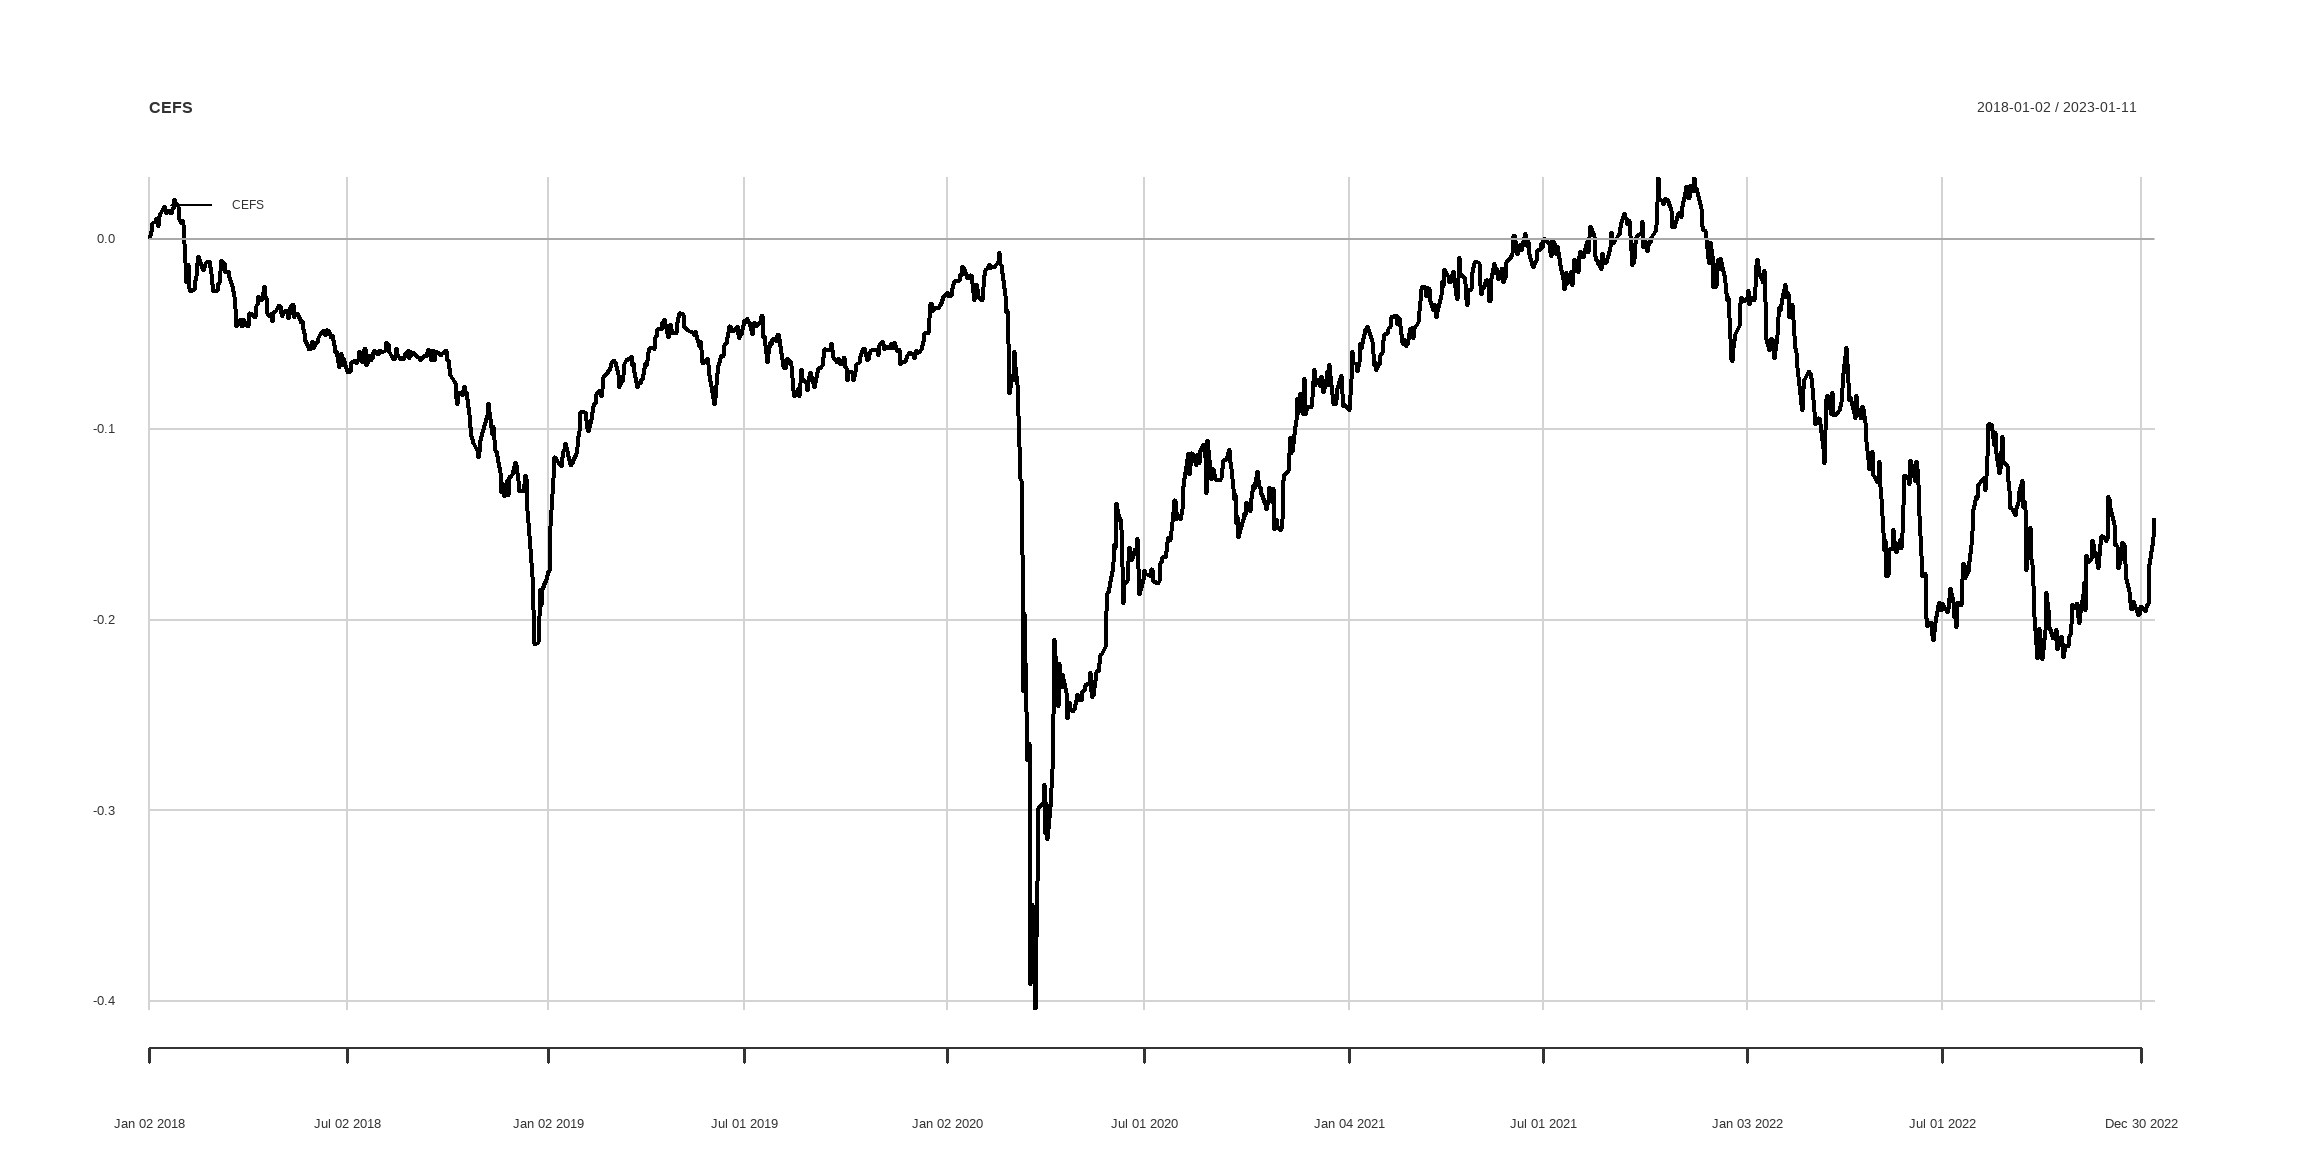 CEFS
2018-01-02 / 2023-01-11
CEFS
0.0
-0.1
-0.2
-0.3
-0.4
Jan 02 2018
Jul 02 2018
Jan 02 2019
Jul 01 2019
Jan 02 2020
Jul 01 2020
Jan 04 2021
Jul 01 2021
Jan 03 2022
Jul 01 2022
Dec 30 2022